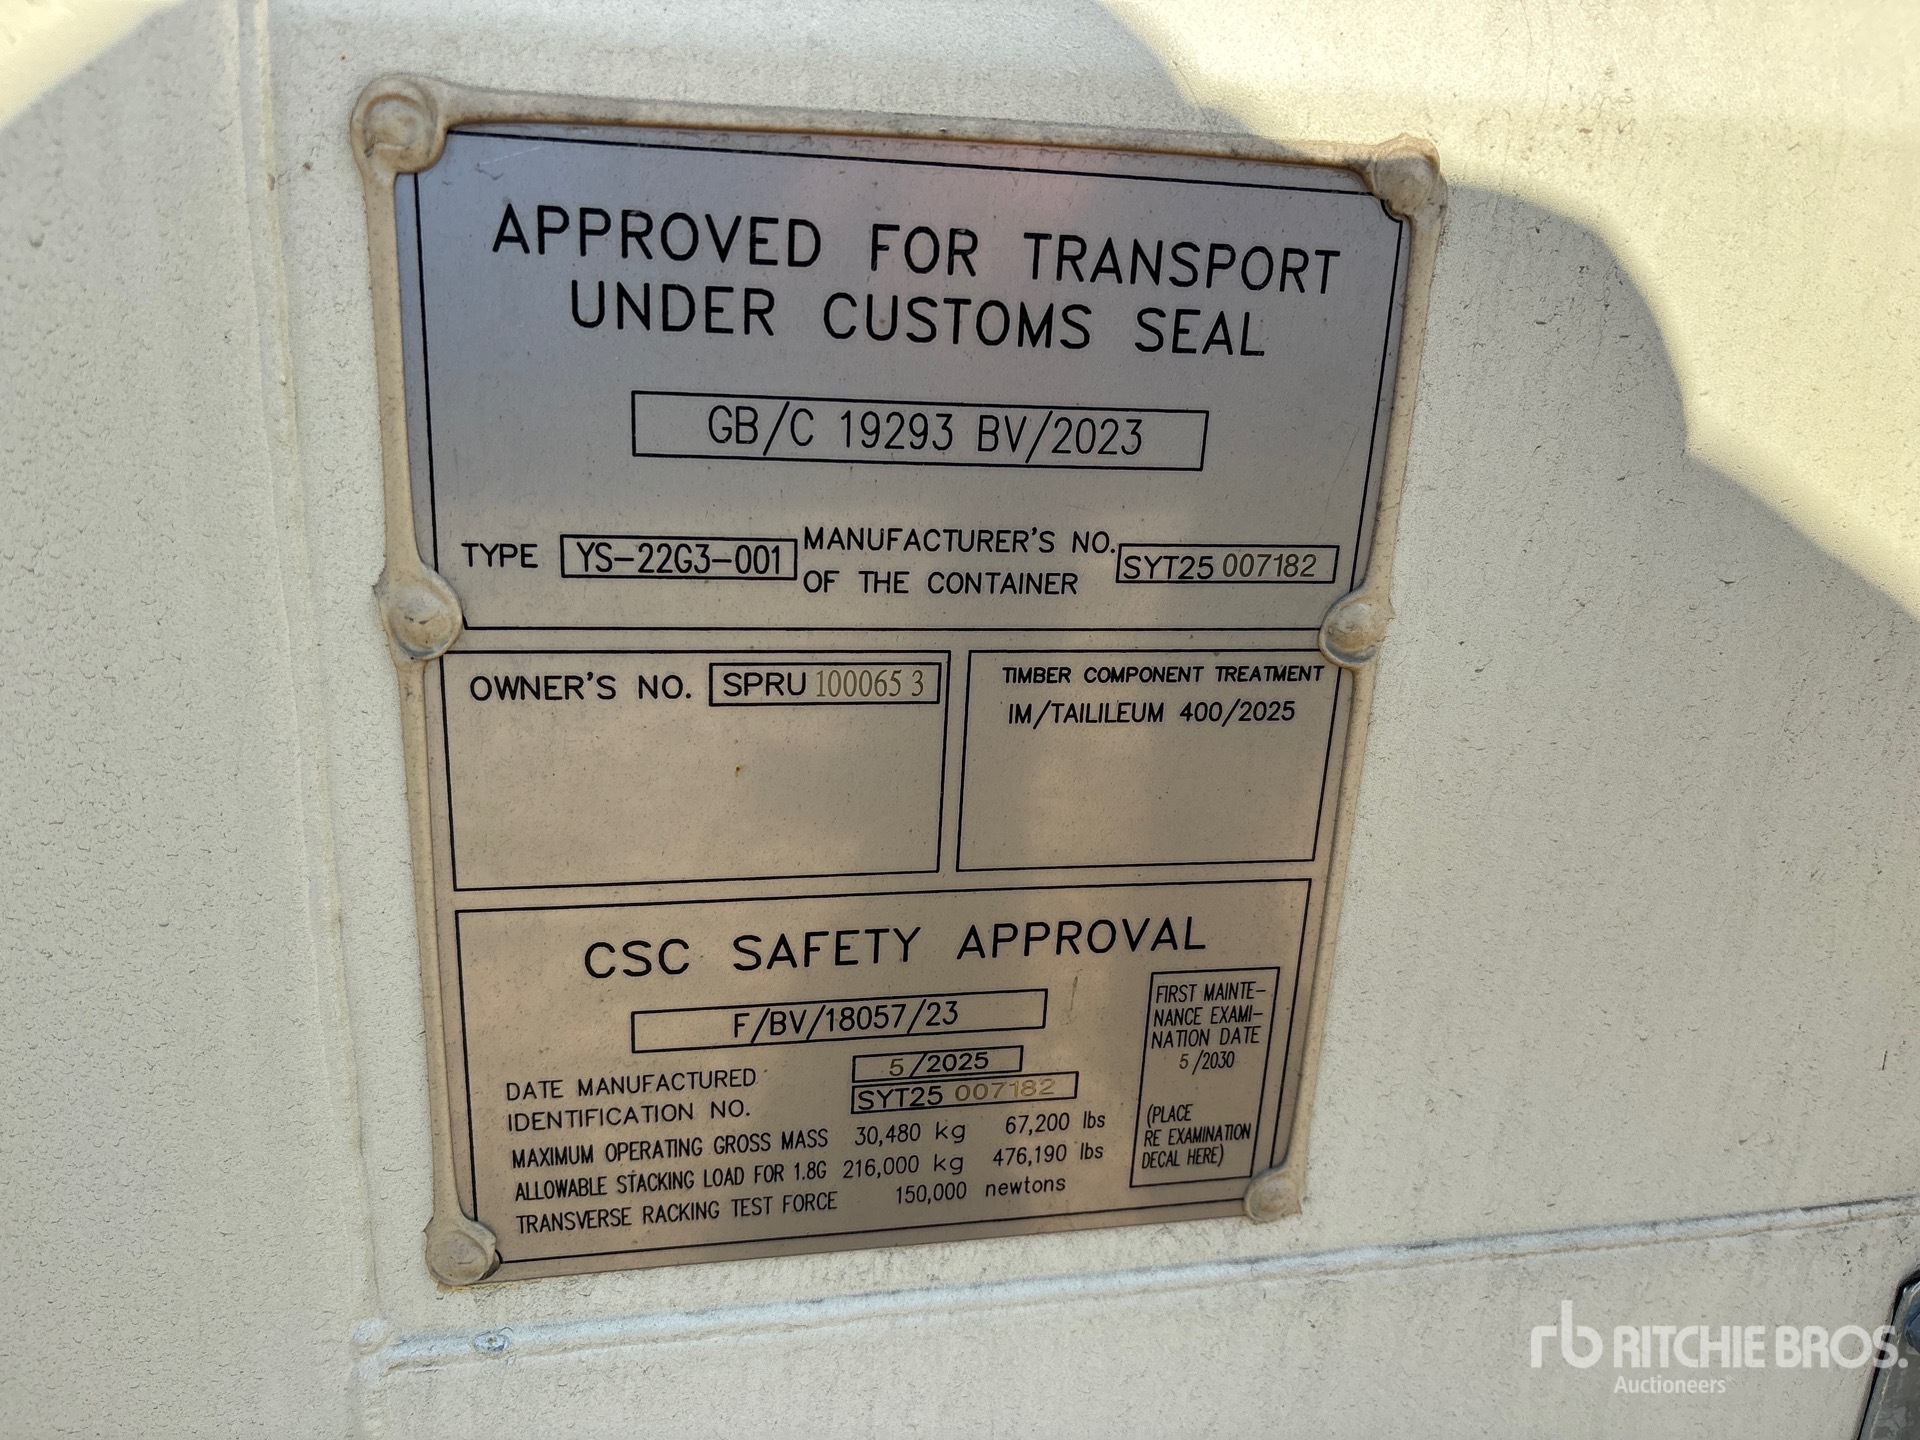 APPROVED FOR TRANSPORT
UNDER CUSTOMS SEAL
GB/C 19293 BV/2023
TYPE YS-22G3-001 MANUFACTURER'S NO. OF THE CONTAINER SYT25 007182
OWNER'S NO. SPRU 100065 3
TIMBER COMPONENT TREATMENT
IM/TAILILEUM 400/2025
CSC SAFETY APPROVAL
F/BV/18057/23
DATE MANUFACTURED 5/2025
IDENTIFICATION NO. SYT25 007182
MAXIMUM OPERATING GROSS MASS 30,480 kg 67,200 lbs
ALLOWABLE STACKING LOAD FOR 1.8G 216,000 kg 476,190 lbs
TRANSVERSE RACKING TEST FORCE 150,000 newtons
FIRST MAINTE-
NANCE EXAMI-
NATION DATE
5/2030
(PLACE
RE EXAMINATION
DECAL HERE)
rb RITCHIE BROS.
Auctioneers